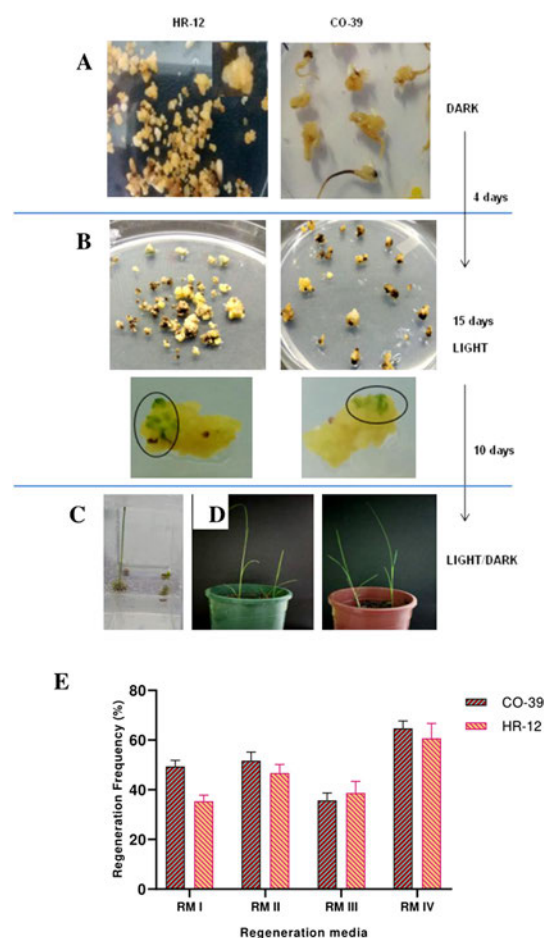 HR-12
CO-39
A
DARK
4 days
B
15 days
LIGHT
10 days
C
D
LIGHT/DARK
E
Regeneration Frequency (%)
80
60
40
20
0
CO-39
HR-12
RM I
RM II
RM III
RM IV
Regeneration media